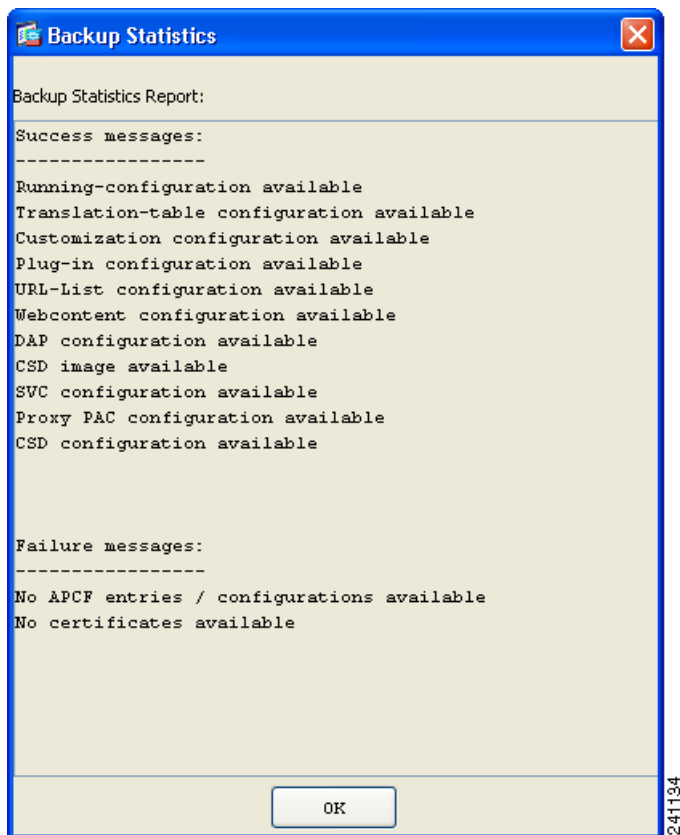 Backup Statistics
Backup Statistics Report:
Success messages:
-----------------
Running-configuration available
Translation-table configuration available
Customization configuration available
Plug-in configuration available
URL-List configuration available
Webcontent configuration available
DAP configuration available
CSD image available
SVC configuration available
Proxy PAC configuration available
CSD configuration available
Failure messages:
-----------------
No APCF entries / configurations available
No certificates available
OK
241134